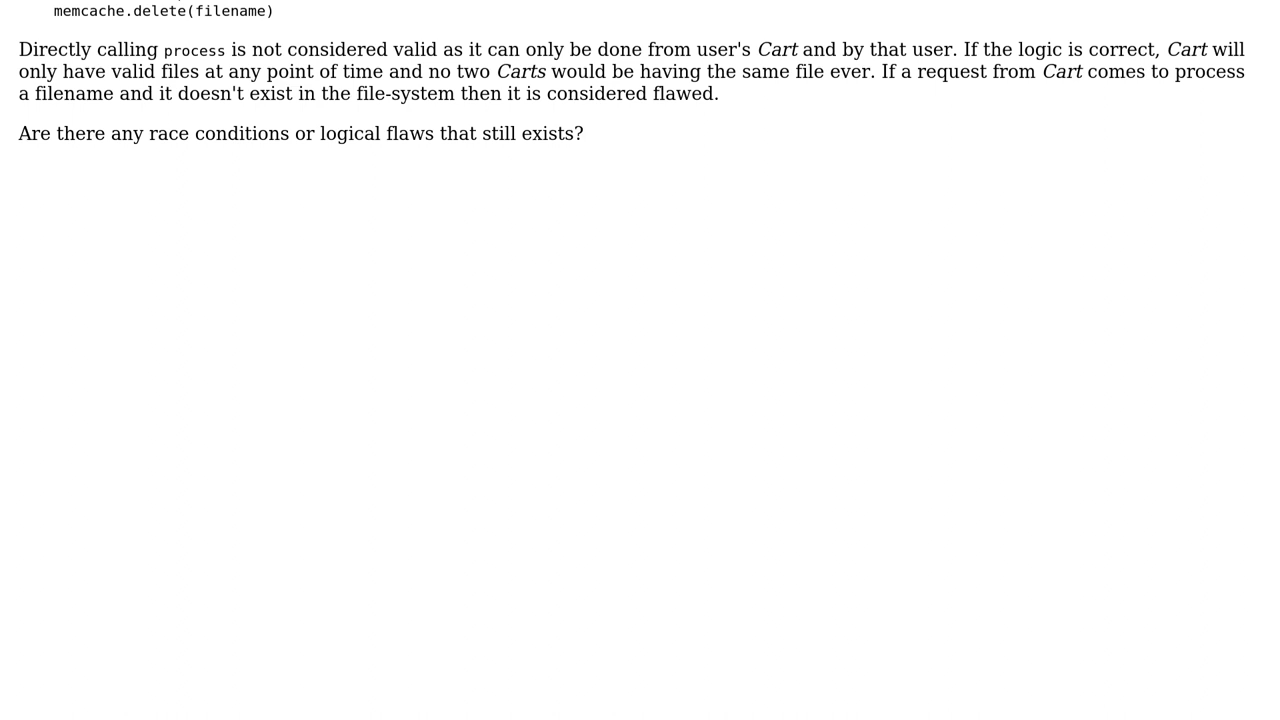 memcache.delete(filename)
Directly calling process is not considered valid as it can only be done from user's Cart and by that user. If the logic is correct, Cart will
only have valid files at any point of time and no two Carts would be having the same file ever. If a request from Cart comes to process
a filename and it doesn't exist in the file-system then it is considered flawed.
Are there any race conditions or logical flaws that still exists?